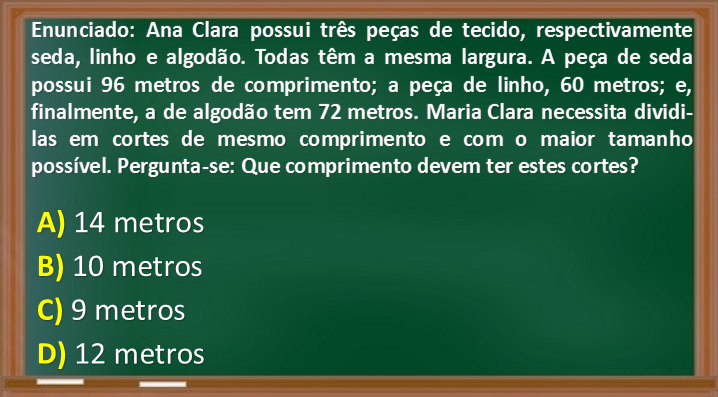 Enunciado: Ana Clara possui três peças de tecido, respectivamente
seda, linho e algodão. Todas têm a mesma largura. A peça de seda
possui 96 metros de comprimento; a peça de linho, 60 metros; e,
finalmente, a de algodão tem 72 metros. Maria Clara necessita dividi-
las em cortes de mesmo comprimento e com o maior tamanho
possível. Pergunta-se: Que comprimento devem ter estes cortes?
A) 14 metros
B) 10 metros
C) 9 metros
D) 12 metros